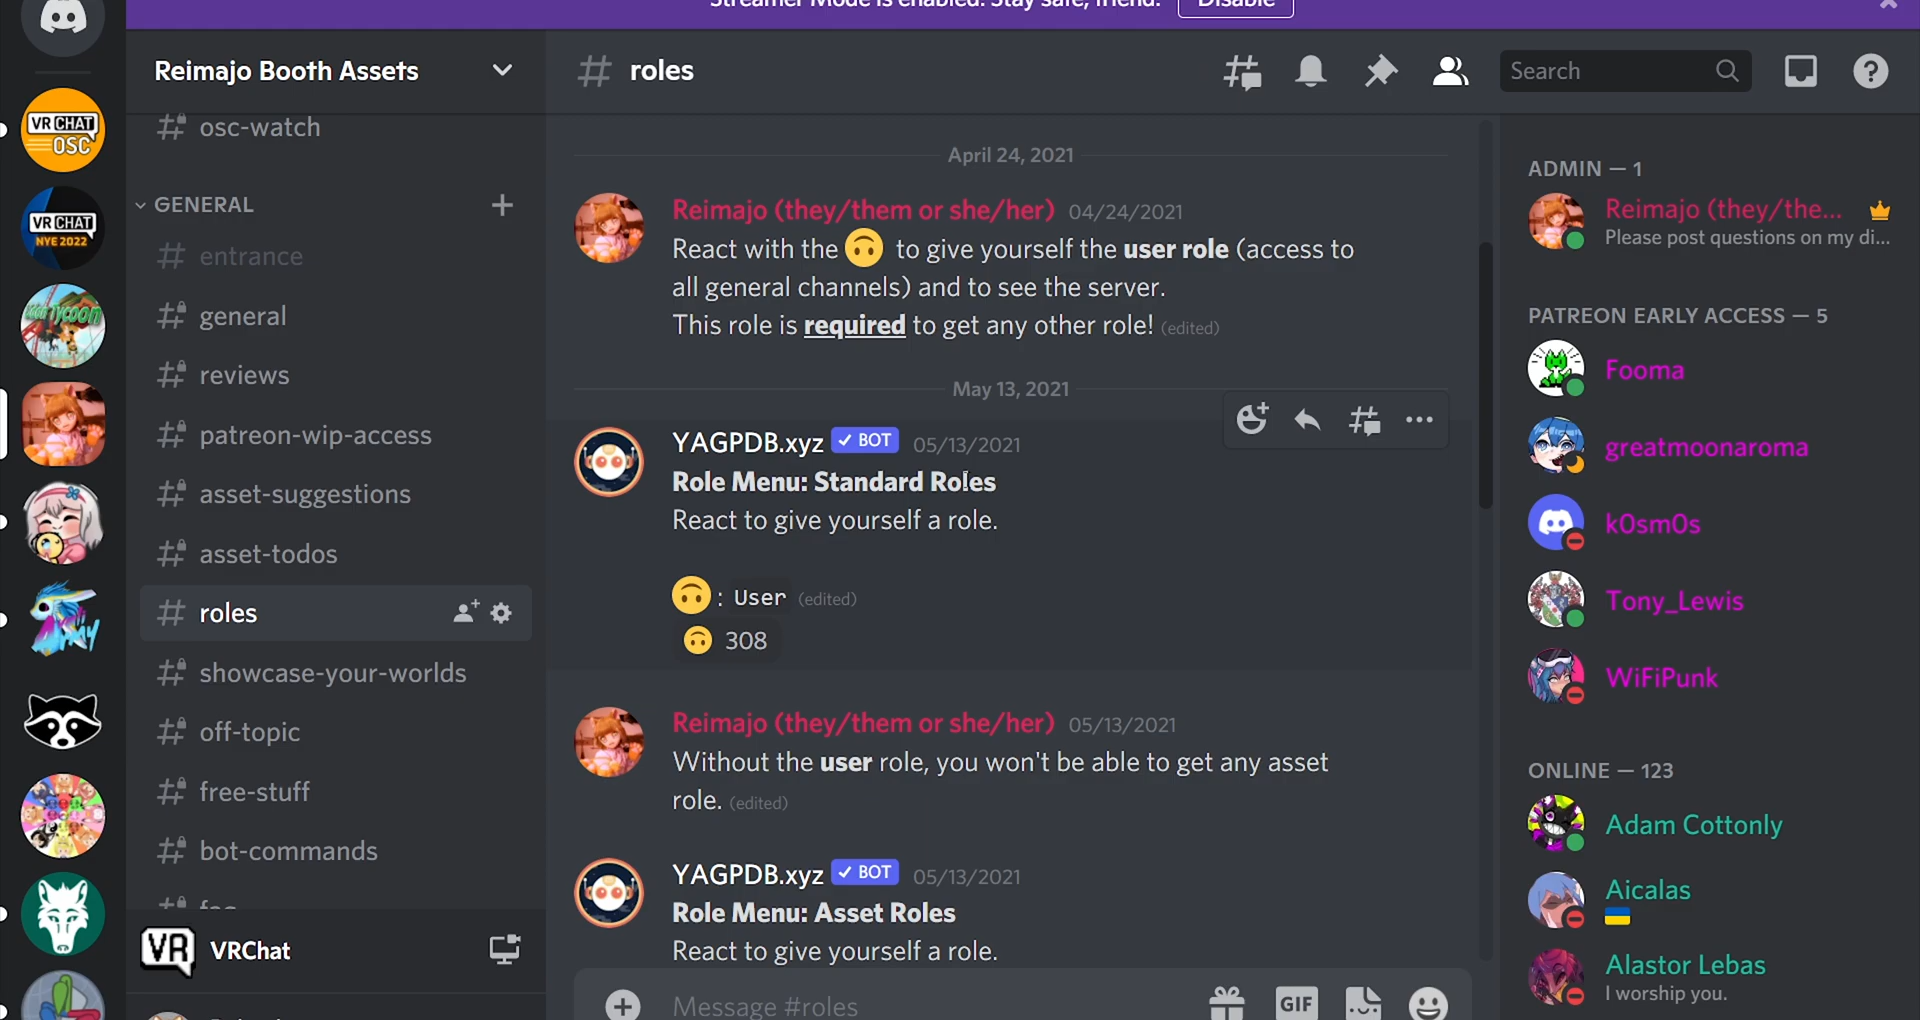 Streamer Mode is enabled. Stay safe, friend.
Disable
VRCHAT
OSC
VRCHAT
NYE 2022
Reimajo Booth Assets
osc-watch
GENERAL
entrance
general
reviews
patreon-wip-access
asset-suggestions
asset-todos
roles
showcase-your-worlds
off-topic
free-stuff
bot-commands
faq
VR VRChat
roles
Search
April 24, 2021
Reimajo (they/them or she/her) 04/24/2021
React with the to give yourself the user role (access to
all general channels) and to see the server.
This role is required to get any other role! (edited)
May 13, 2021
YAGPDB.xyz ✓ BOT 05/13/2021
Role Menu: Standard Roles
React to give yourself a role.
🙃 : User (edited)
🙃 308
Reimajo (they/them or she/her) 05/13/2021
Without the user role, you won't be able to get any asset
role. (edited)
YAGPDB.xyz ✓ BOT 05/13/2021
Role Menu: Asset Roles
React to give yourself a role.
Message #roles
GIF
ADMIN — 1
Reimajo (they/the...
Please post questions on my di...
PATREON EARLY ACCESS — 5
Fooma
greatmoonaroma
k0sm0s
Tony_Lewis
WiFiPunk
ONLINE — 123
Adam Cottonly
Aicalas
Alastor Lebas
I worship you.